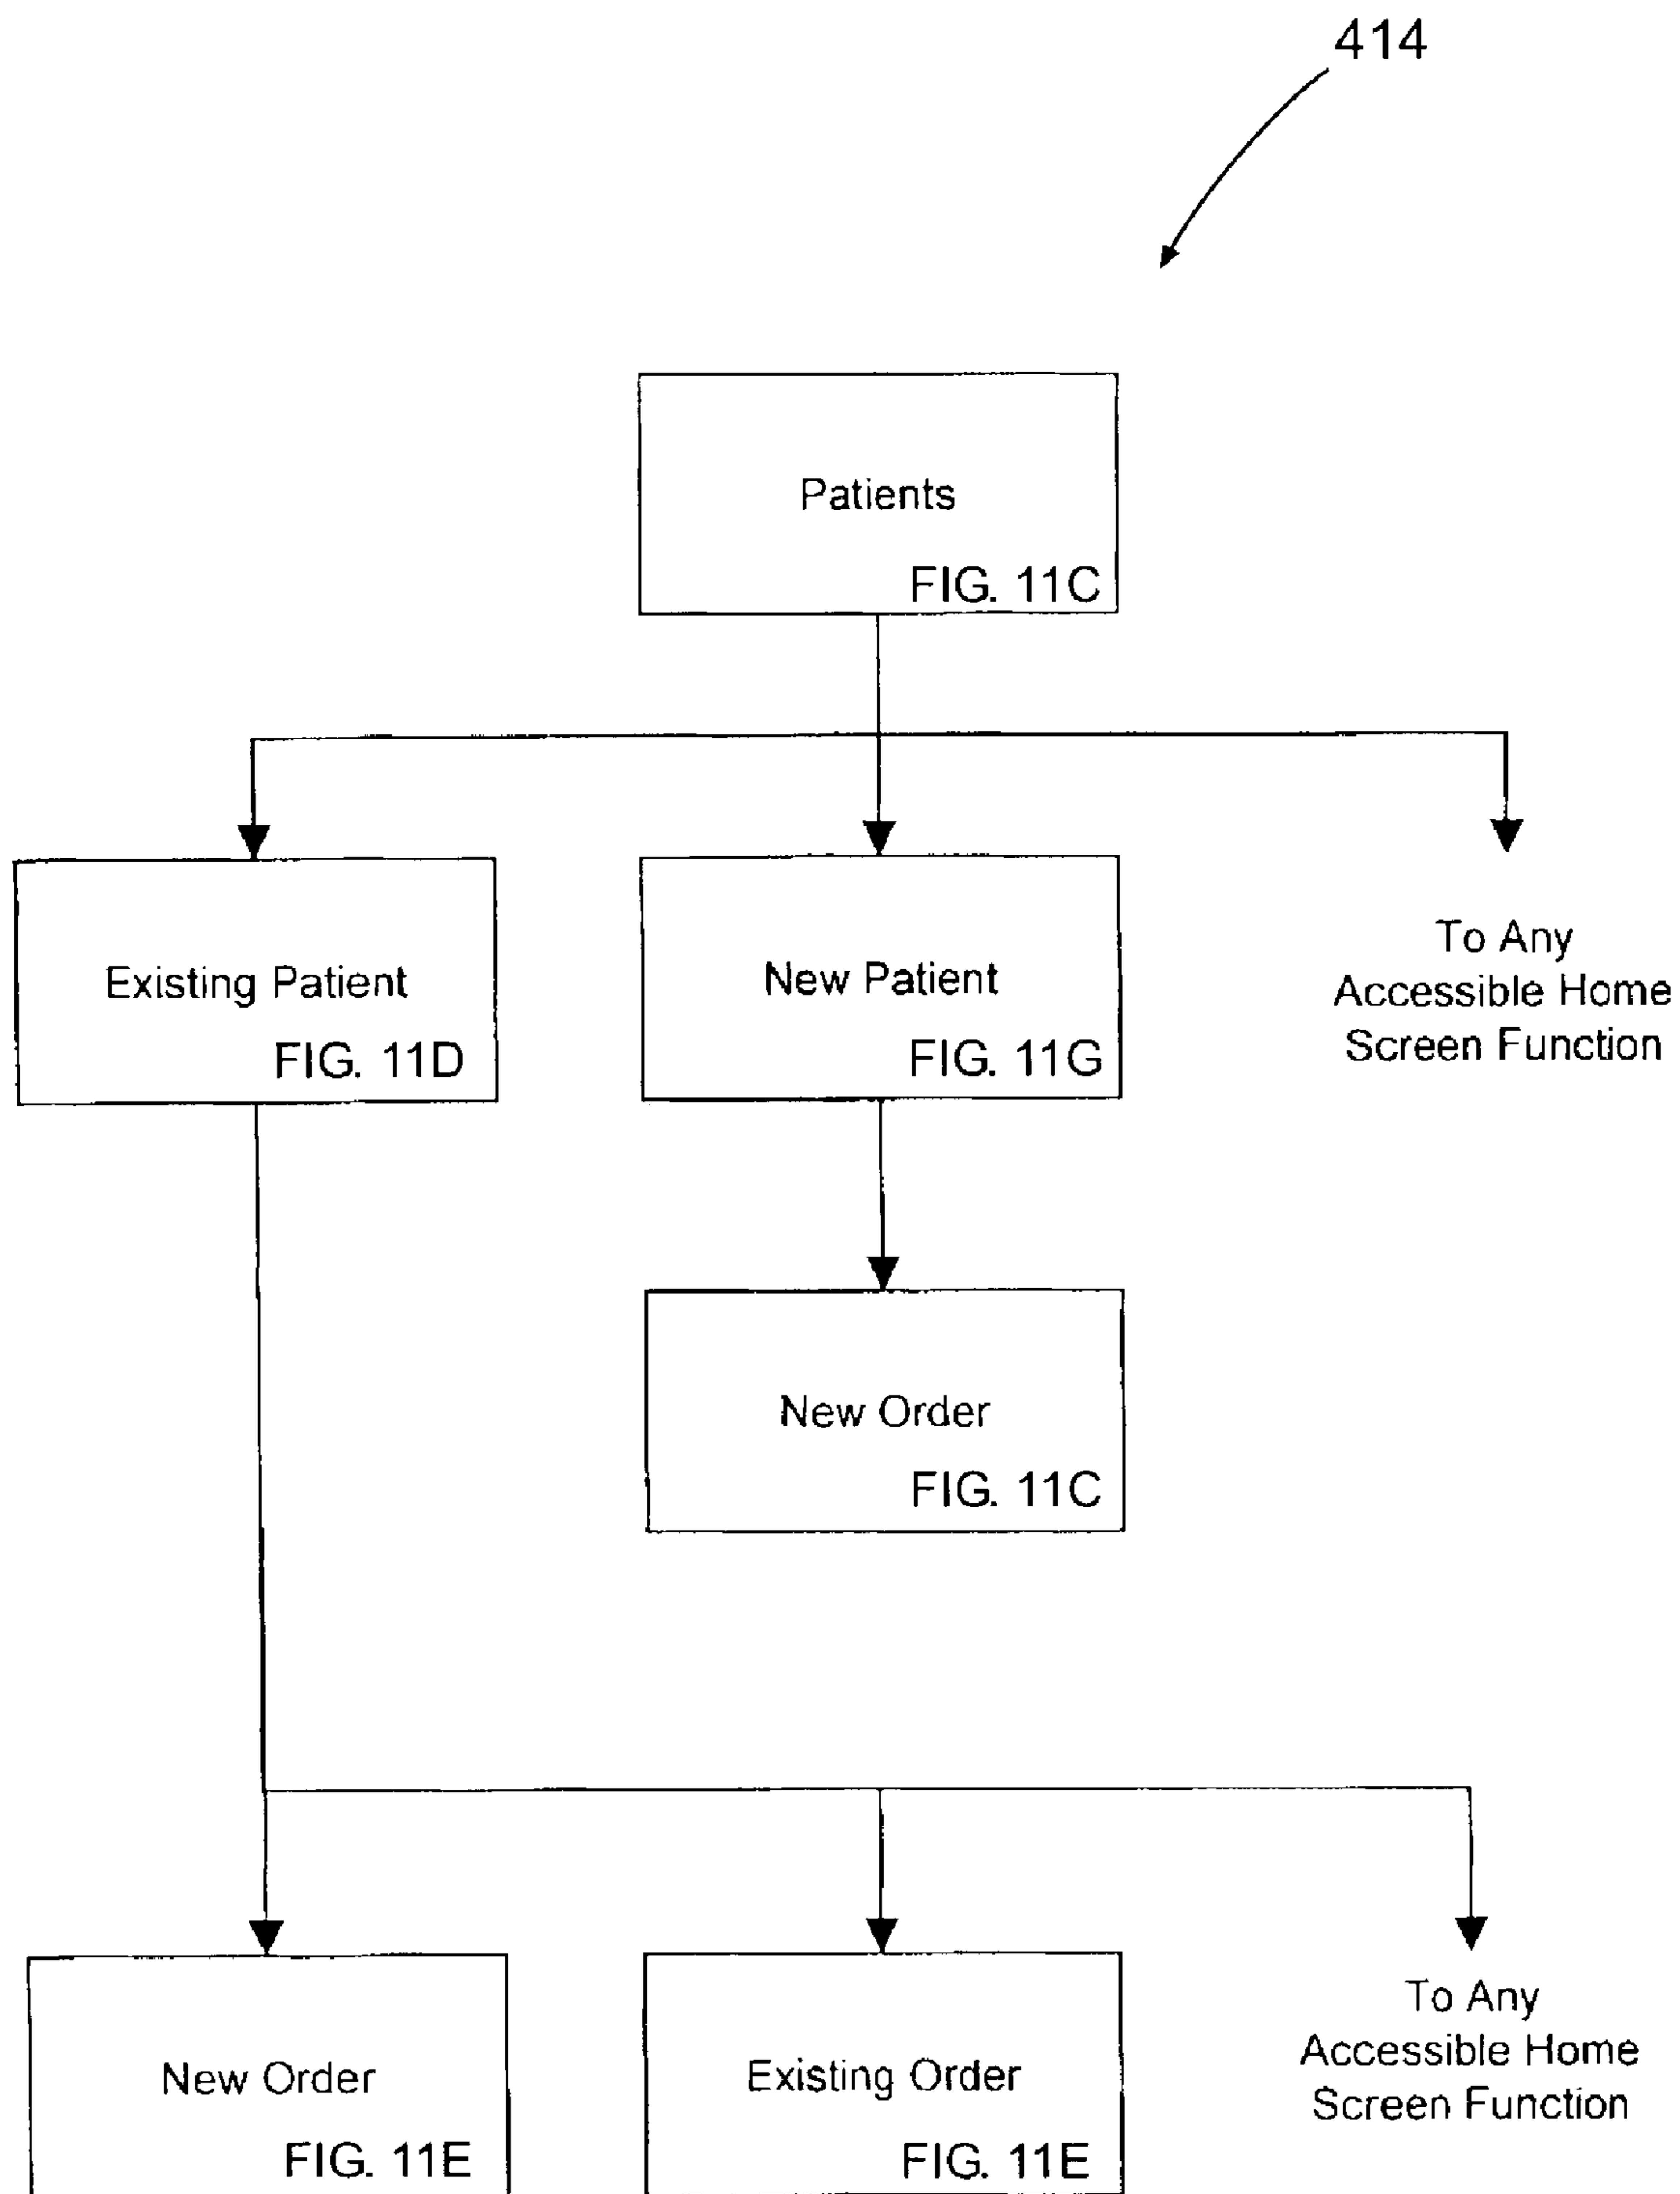 414
Patients
FIG. 11C
Existing Patient
FIG. 11D
New Patient
FIG. 11G
To Any
Accessible Home
Screen Function
New Order
FIG. 11C
New Order
FIG. 11E
Existing Order
FIG. 11E
To Any
Accessible Home
Screen Function